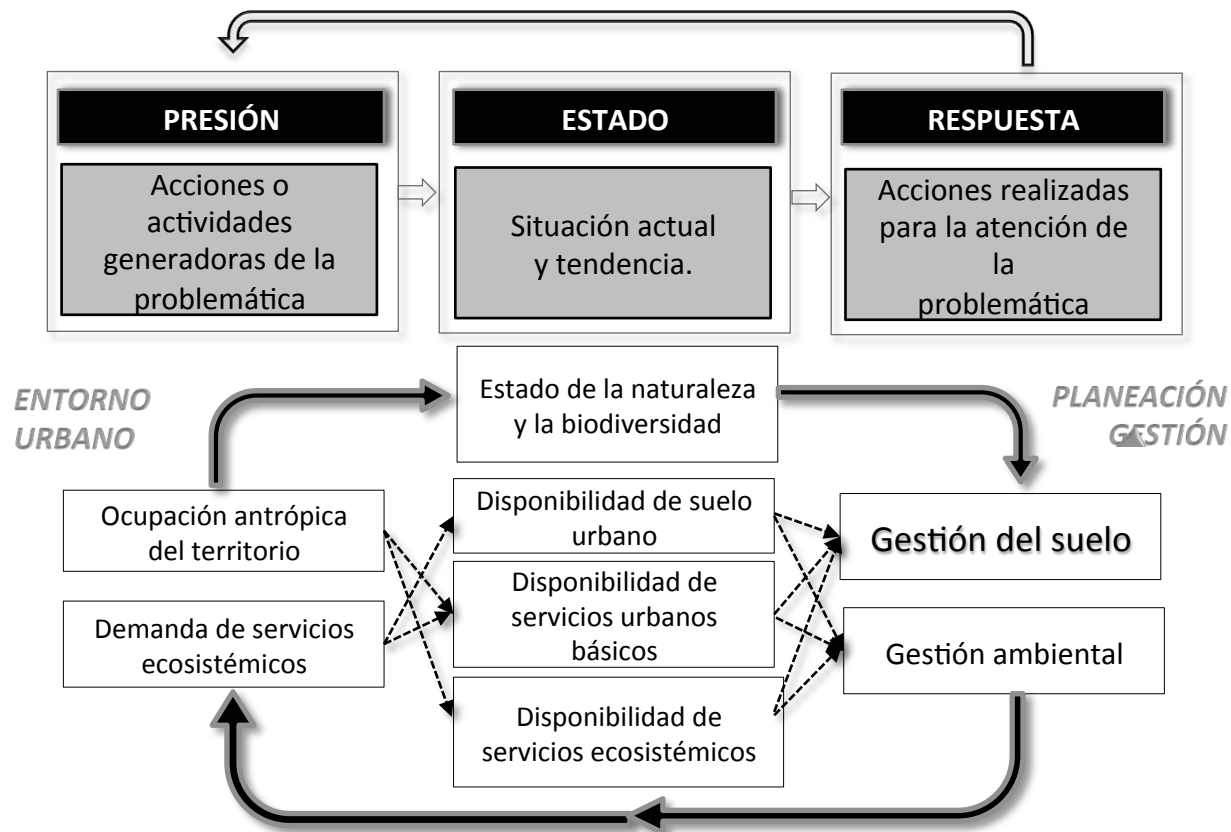 PRESIÓN
Acciones o
actividades
generadoras de la
problemática
ESTADO
Situación actual
y tendencia.
RESPUESTA
Acciones realizadas
para la atención de
la
problemática
ENTORNO
URBANO
Estado de la naturaleza
y la biodiversidad
PLANEACIÓN
GESTIÓN
Ocupación antrópica
del territorio
Demanda de servicios
ecosistémicos
Disponibilidad de suelo
urbano
Disponibilidad de
servicios urbanos
básicos
Disponibilidad de
servicios ecosistémicos
Gestión del suelo
Gestión ambiental